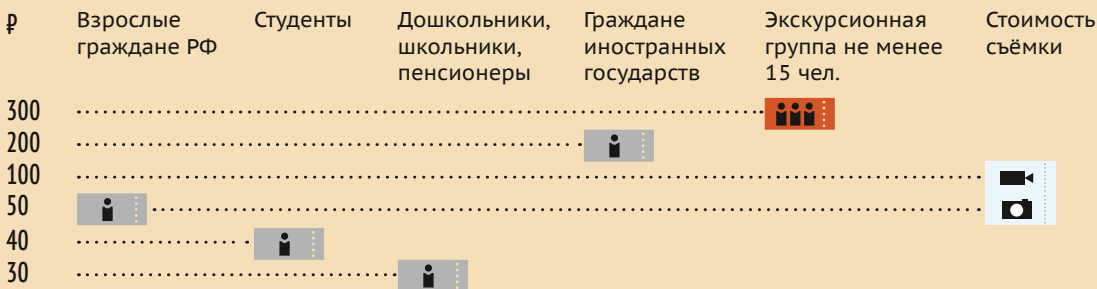 ₽
Взрослые
граждане РФ
Студенты
Дошкольники,
школьники,
пенсионеры
Граждане
иностранных
государств
Экскурсионная
группа не менее
15 чел.
Стоимость
съёмки
300
200
100
50
40
30